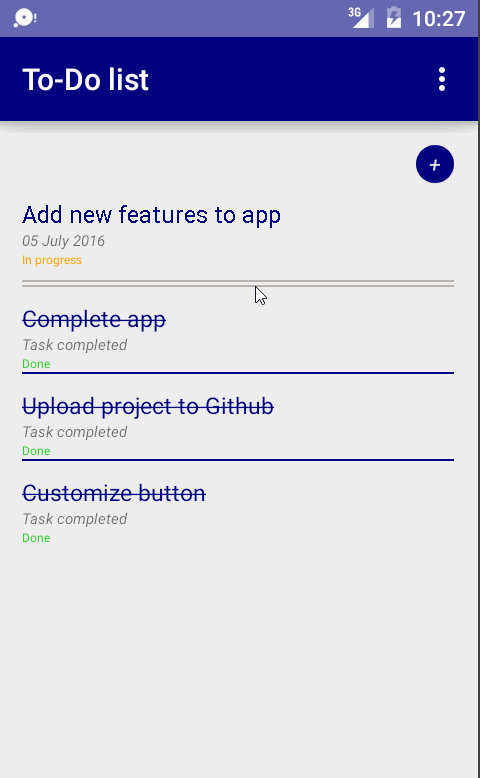 3G 10:27
To-Do list
+
Add new features to app
05 July 2016
In progress
Complete app
Task completed
Done
Upload project to Github
Task completed
Done
Customize button
Task completed
Done